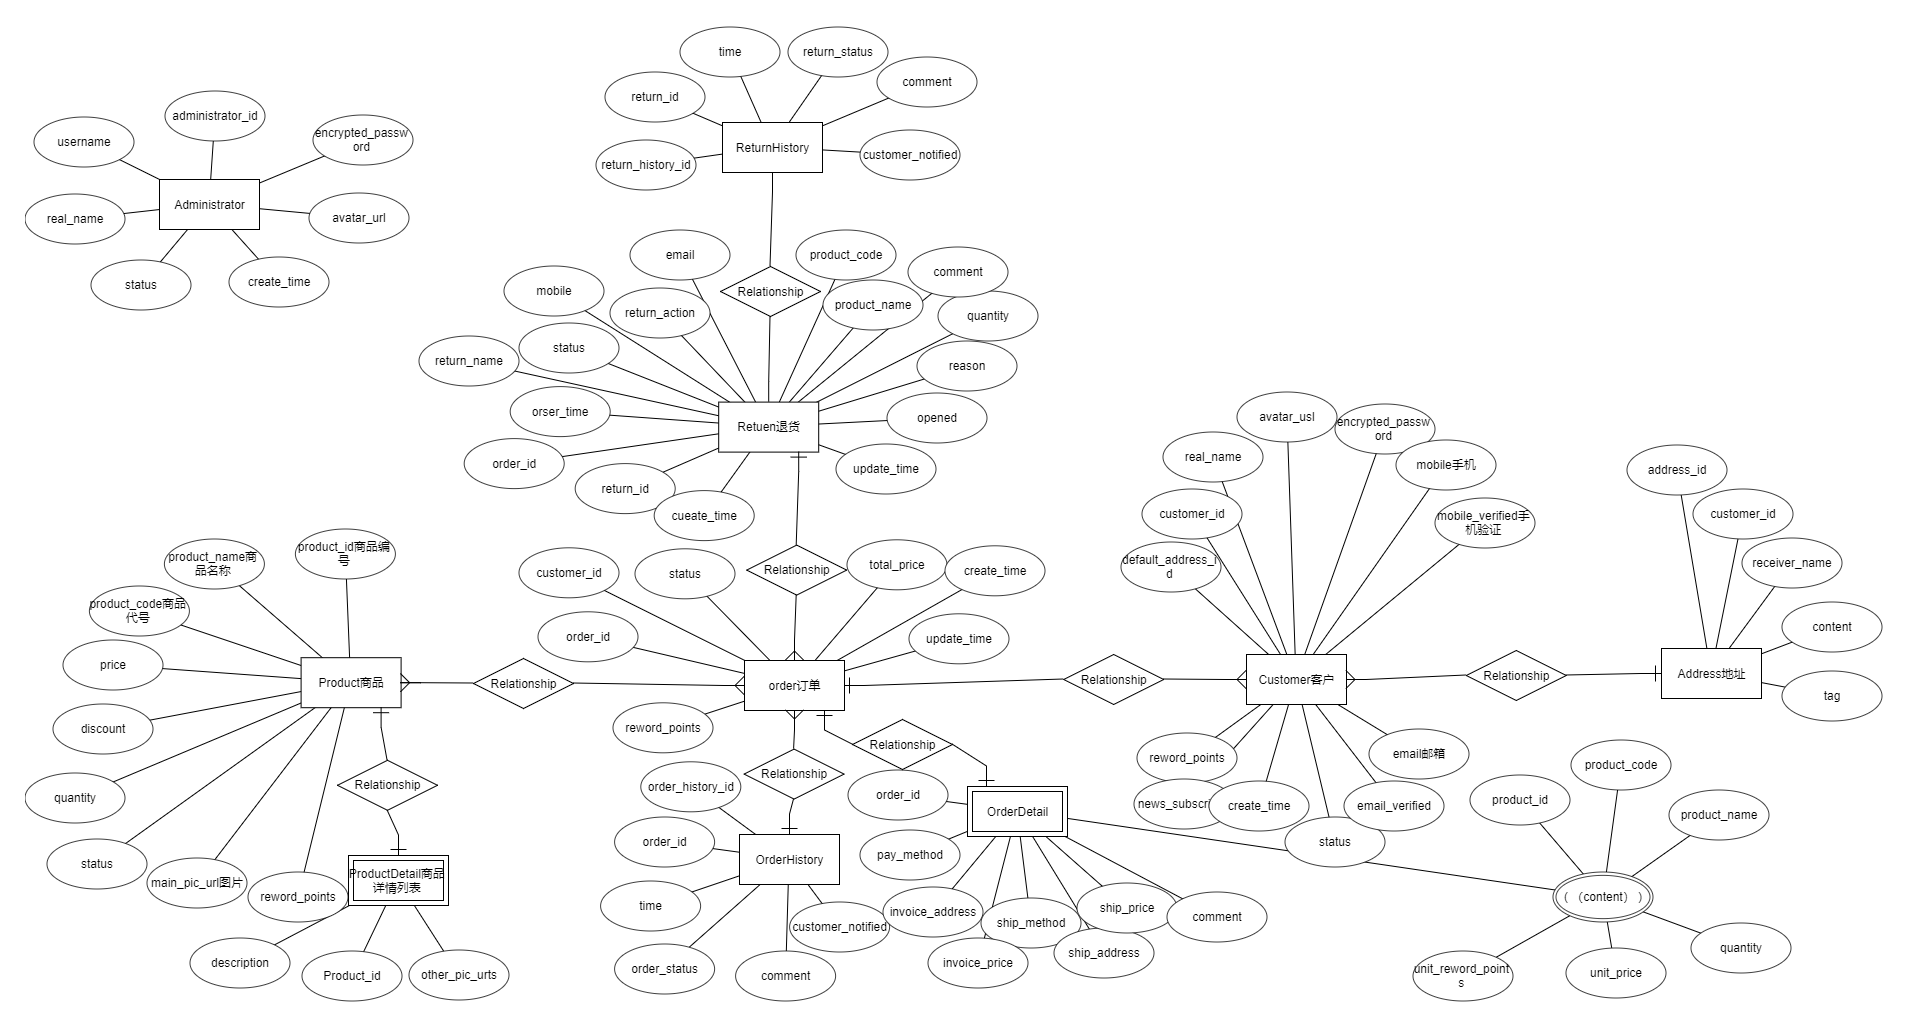 time
return_status
comment
return_id
return_history_id
ReturnHistory
customer_notified
administrator_id
username
encrypted_passw
ord
Administrator
real_name
avatar_url
status
create_time
email
product_code
comment
mobile
Relationship
return_action
product_name
quantity
status
return_name
reason
orser_time
Retuen退货
opened
order_id
update_time
return_id
cueate_time
avatar_usl
encrypted_passw
ord
real_name
mobile手机
customer_id
mobile_verified手
机验证
default_address_i
d
address_id
customer_id
receiver_name
content
tag
product_id商品编
号
product_name商
品名称
product_code商品
代号
price
Product商品
discount
quantity
status
main_pic_url图片
reword_points
Relationship
ProductDetail商品
详情列表
description
Product_id
other_pic_urts
Relationship
customer_id
status
Relationship
total_price
create_time
order_id
update_time
order订单
reword_points
Relationship
Customer客户
Relationship
Address地址
Relationship
Relationship
order_history_id
order_id
OrderHistory
time
customer_notified
order_status
comment
order_id
OrderDetail
pay_method
invoice_address
ship_method
ship_price
comment
invoice_price
ship_address
reword_points
news_subscri
create_time
email邮箱
email_verified
status
product_code
product_id
product_name
( （content） )
unit_reword_point
s
unit_price
quantity